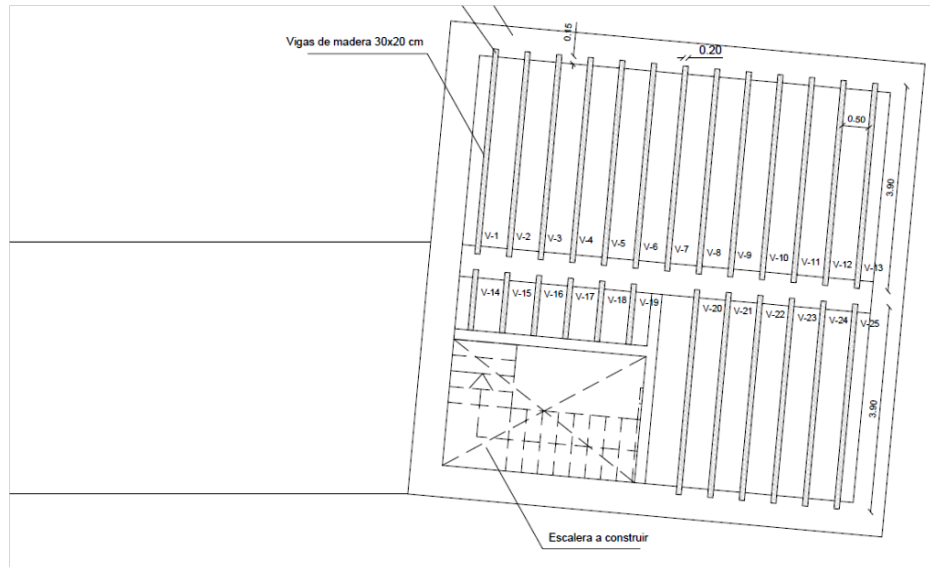 0.15
Vigas de madera 30x20 cm
0.20
0.50
3.90
V-1
V-2
V-3
V-4
V-5
V-6
V-7
V-8
V-9
V-10
V-11
V-12
V-13
V-14
V-15
V-16
V-17
V-18
V-19
V-20
V-21
V-22
V-23
V-24
V-25
3.90
Escalera a construir